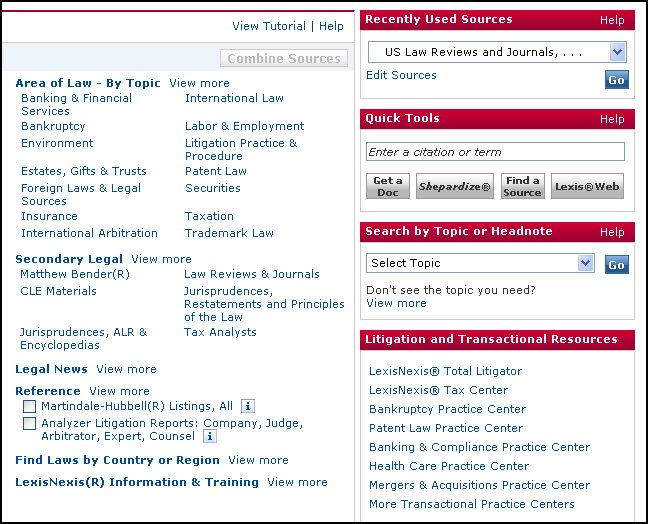 View Tutorial | Help
Combine Sources
Area of Law - By Topic View more
Banking & Financial
Services
International Law
Bankruptcy
Labor & Employment
Environment
Litigation Practice &
Procedure
Estates, Gifts & Trusts
Patent Law
Foreign Laws & Legal
Sources
Securities
Insurance
Taxation
International Arbitration
Trademark Law
Secondary Legal View more
Matthew Bender(R)
Law Reviews & Journals
CLE Materials
Jurisprudences,
Restatements and Principles
of the Law
Jurisprudences, ALR &
Encyclopedias
Tax Analysts
Legal News View more
Reference View more
Martindale-Hubbell(R) Listings, All i
Analyzer Litigation Reports: Company, Judge,
Arbitrator, Expert, Counsel i
Find Laws by Country or Region View more
LexisNexis(R) Information & Training View more
Recently Used Sources Help
US Law Reviews and Journals, . . .
Edit Sources
Go
Quick Tools Help
Enter a citation or term
Get a
Doc
Shepardize®
Find a
Source
Lexis®Web
Search by Topic or Headnote Help
Select Topic
Go
Don't see the topic you need?
View more
Litigation and Transactional Resources
LexisNexis® Total Litigator
LexisNexis® Tax Center
Bankruptcy Practice Center
Patent Law Practice Center
Banking & Compliance Practice Center
Health Care Practice Center
Mergers & Acquisitions Practice Center
More Transactional Practice Centers